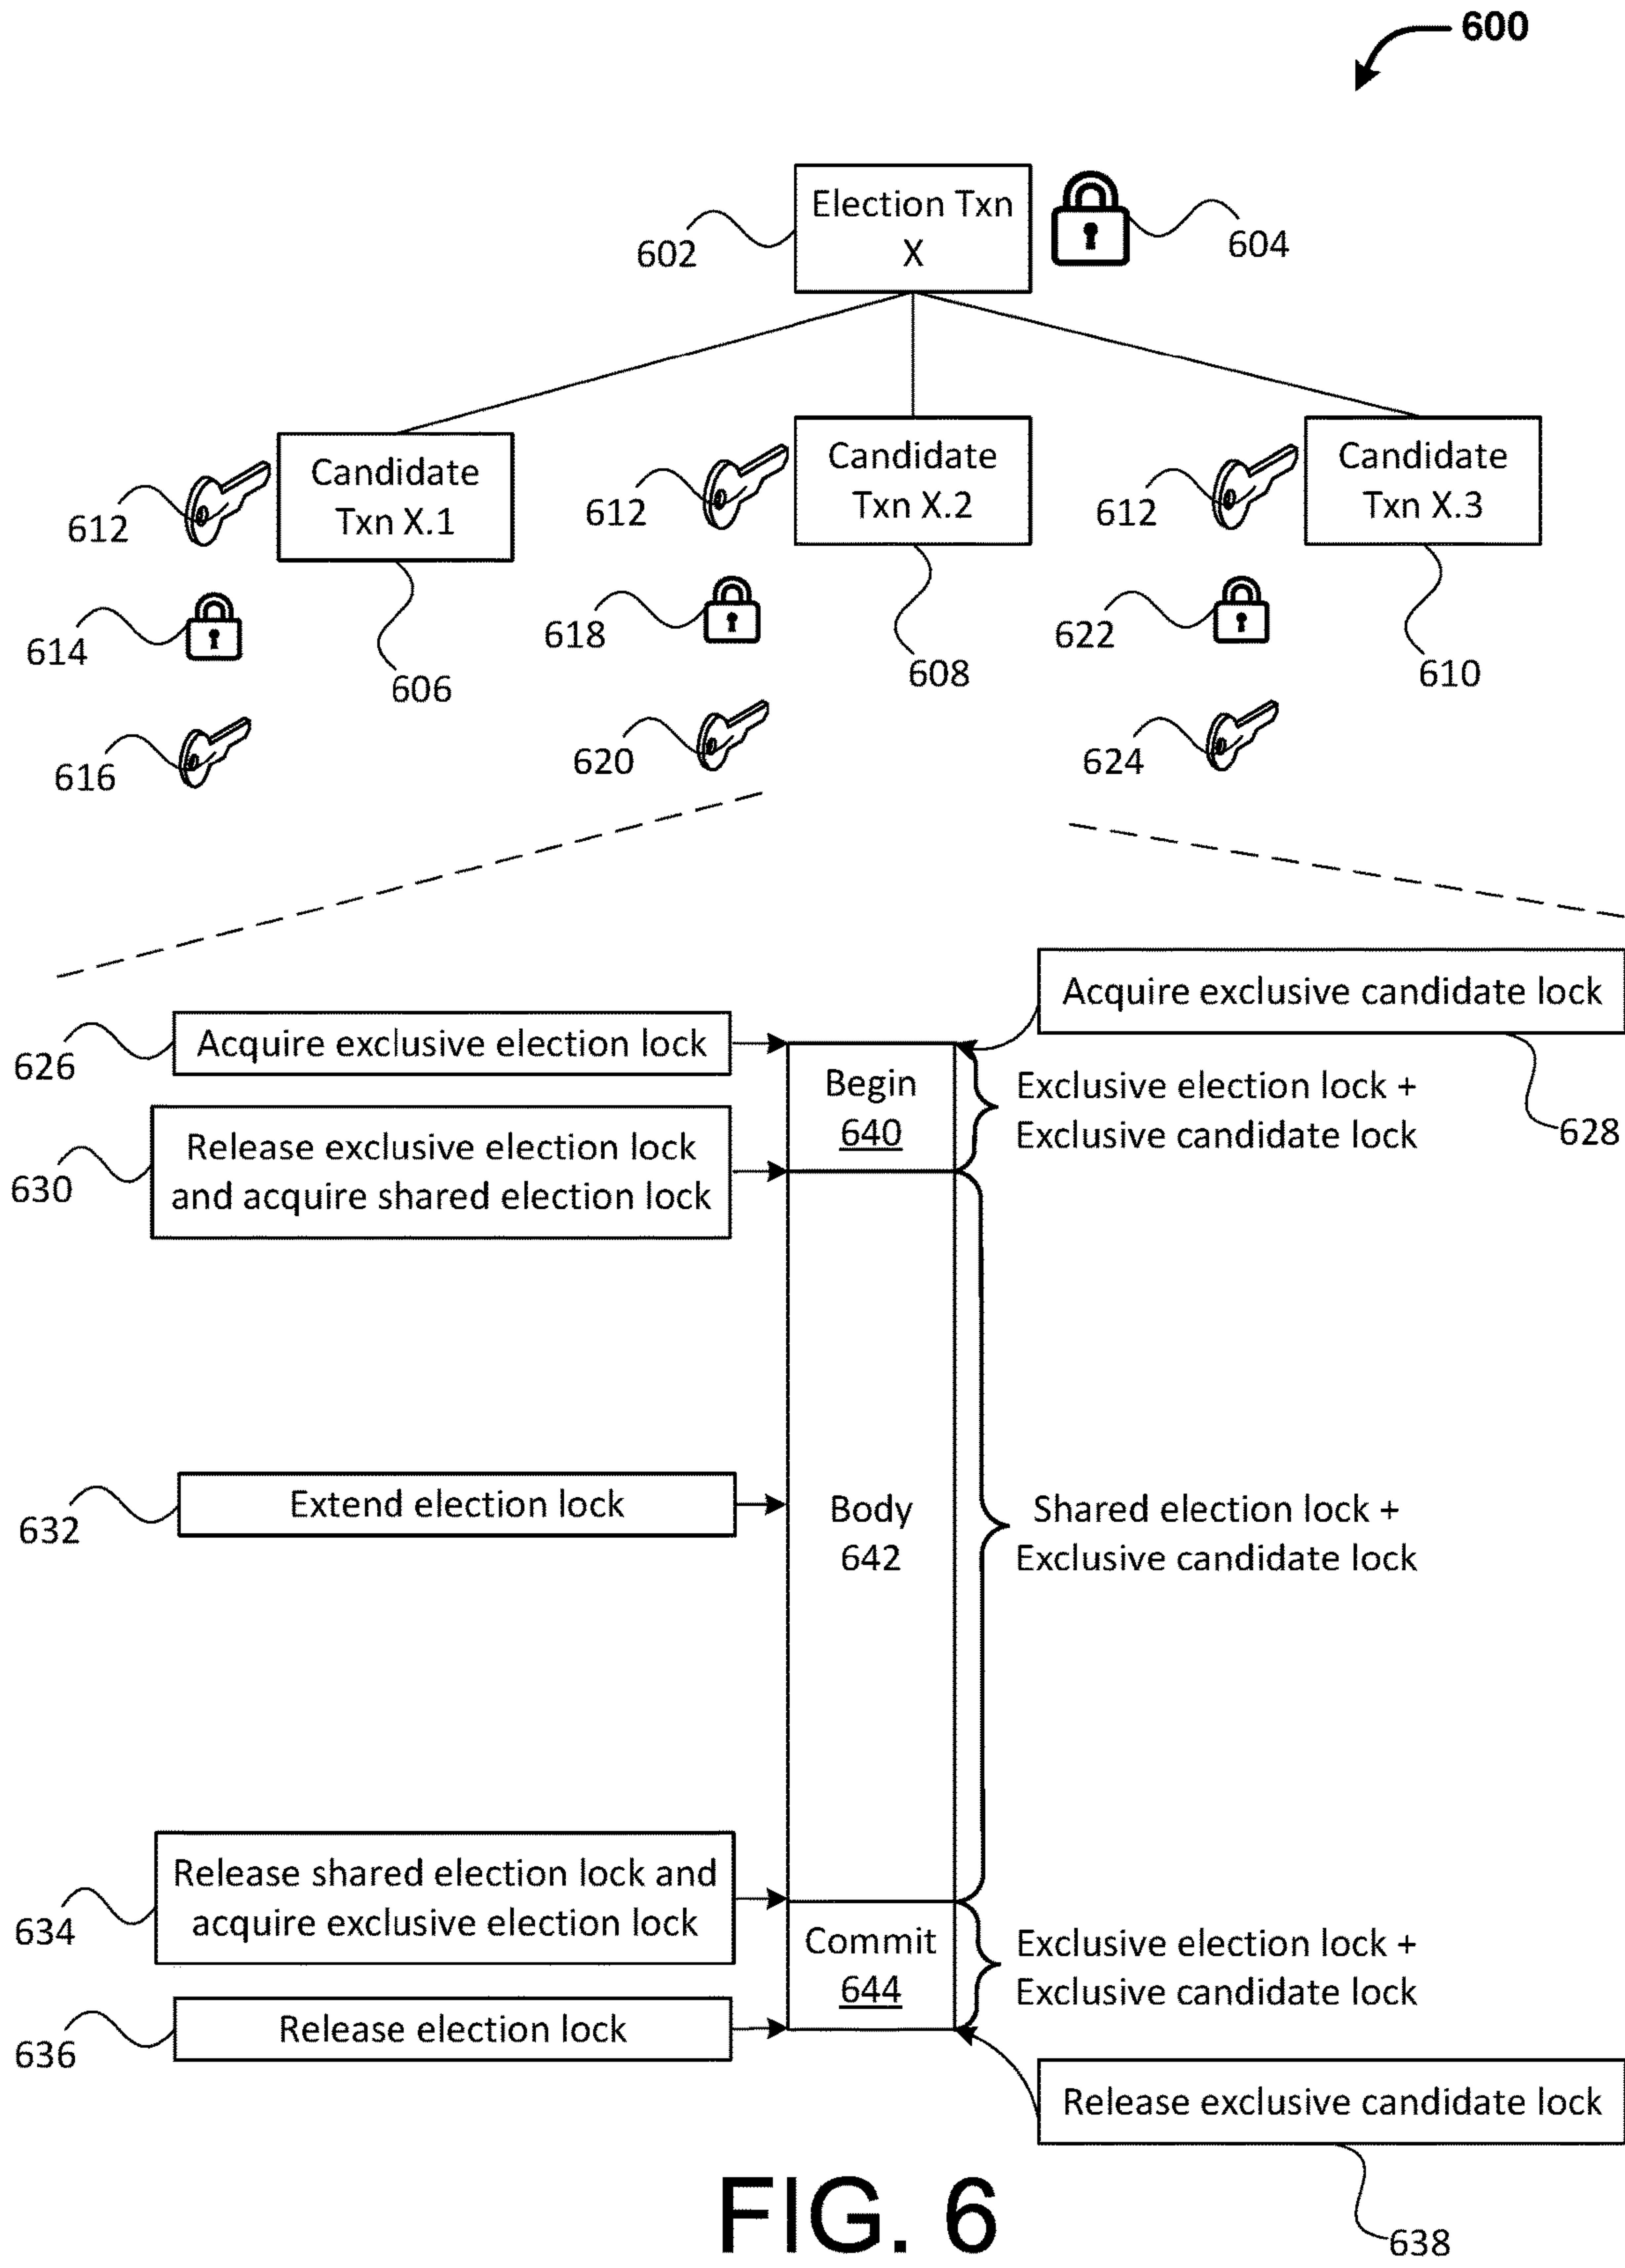 600
Election Txn
X
602
604
Candidate
Txn X.1
Candidate
Txn X.2
Candidate
Txn X.3
612
612
612
614
618
622
606
608
610
616
620
624
Acquire exclusive candidate lock
628
626
Acquire exclusive election lock
Begin
640
Exclusive election lock +
Exclusive candidate lock
630
Release exclusive election lock
and acquire shared election lock
632
Extend election lock
Body
642
Shared election lock +
Exclusive candidate lock
634
Release shared election lock and
acquire exclusive election lock
Commit
644
Exclusive election lock +
Exclusive candidate lock
636
Release election lock
Release exclusive candidate lock
638
FIG. 6